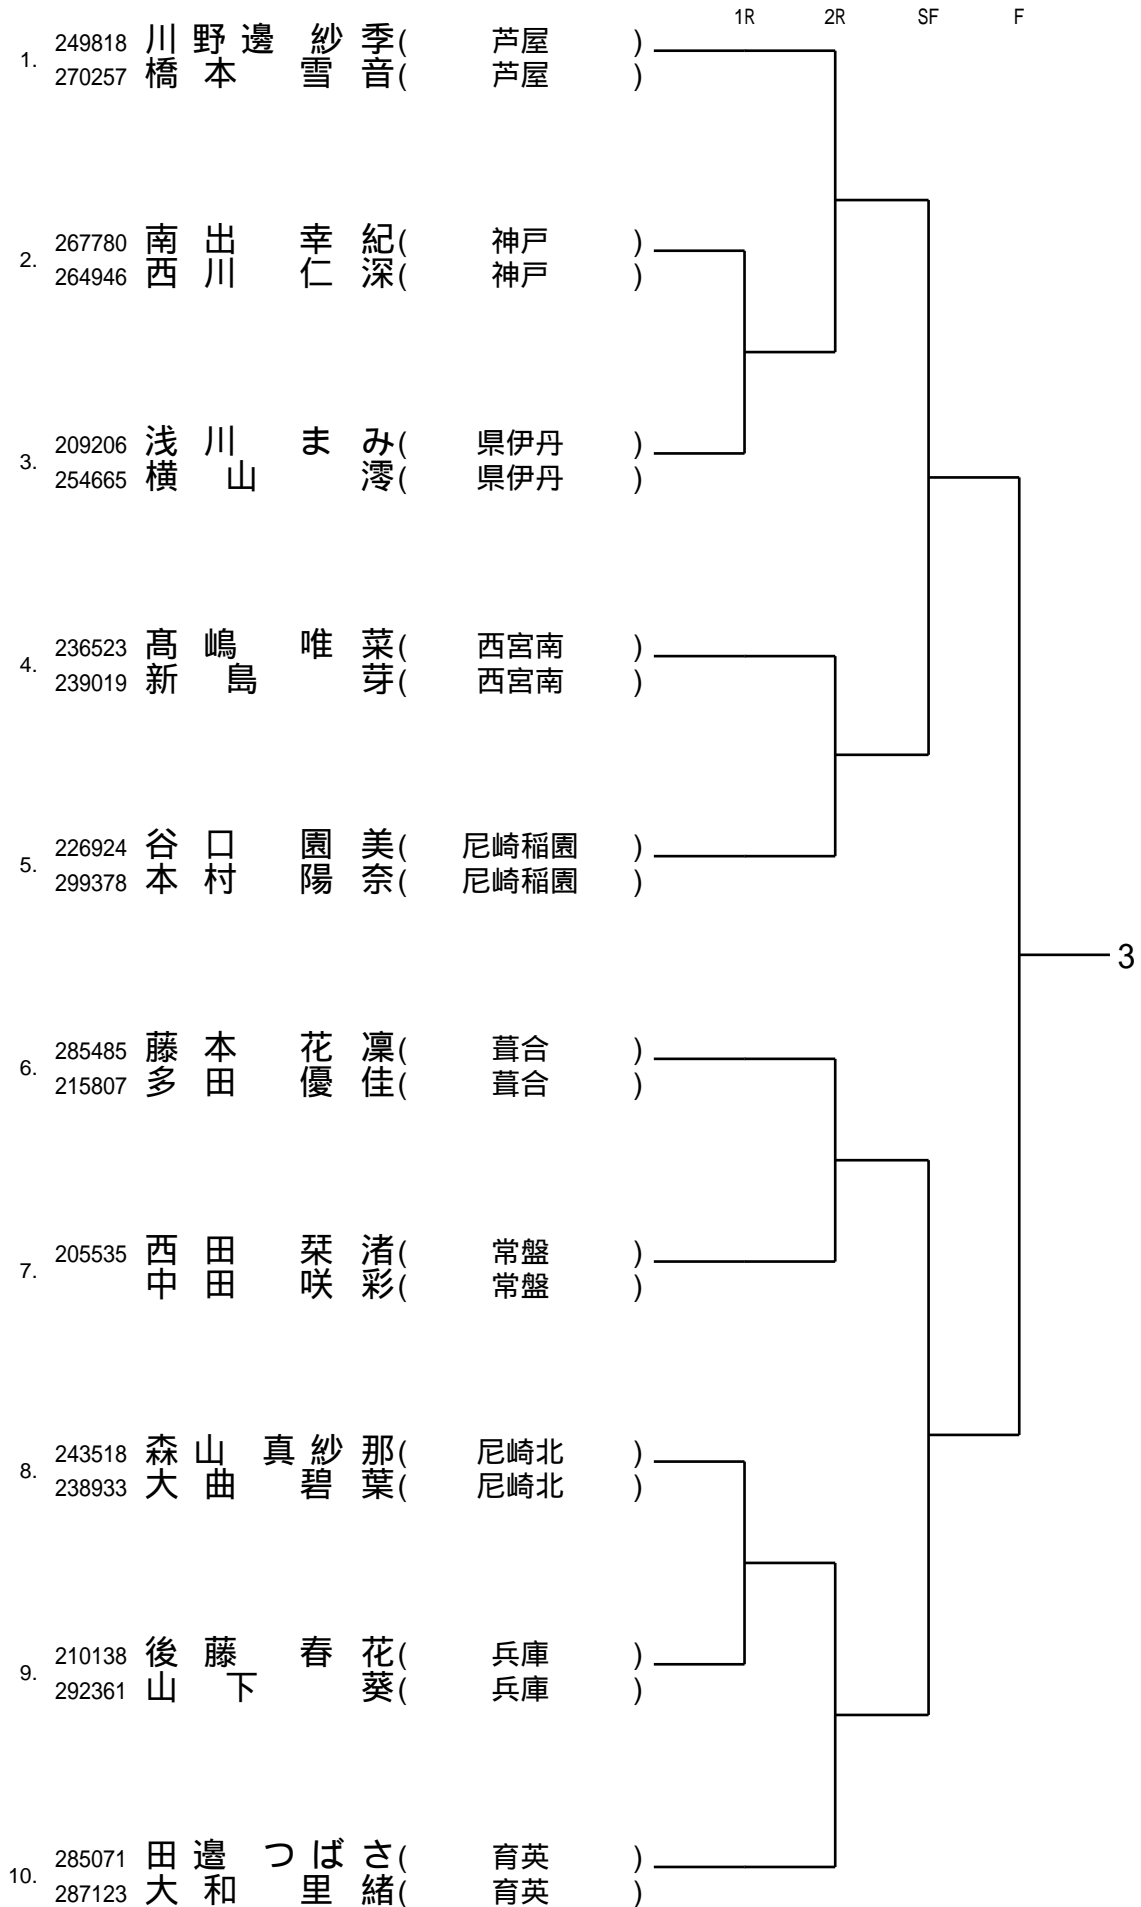 1R 2R SF F
1. 249818 川野邊 紗季( 芦屋 )
270257 橋本 雪音( 芦屋 )
2. 267780 南出 幸紀( 神戸 )
264946 西川 仁深( 神戸 )
3. 209206 浅川 まみ( 県伊丹 )
254665 横山 澪( 県伊丹 )
4. 236523 髙嶋 唯菜( 西宮南 )
239019 新島 芽( 西宮南 )
5. 226924 谷口 園美( 尼崎稲園 )
299378 本村 陽奈( 尼崎稲園 )
3
6. 285485 藤本 花凜( 葺合 )
215807 多田 優佳( 葺合 )
7. 205535 西田 栞渚( 常盤 )
中田 咲彩( 常盤 )
8. 243518 森山 真紗那( 尼崎北 )
238933 大曲 碧葉( 尼崎北 )
9. 210138 後藤 春花( 兵庫 )
292361 山下 葵( 兵庫 )
10. 285071 田邉 つばさ( 育英 )
287123 大和 里緒( 育英 )